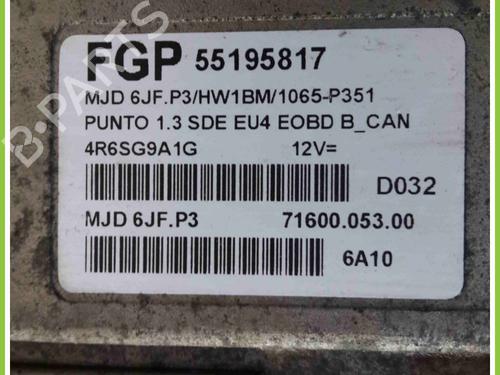 FGP 55195817
MJD 6JF.P3/HW1BM/1065-P351
PUNTO 1.3 SDE EU4 EOBD B_CAN
4R6SG9A1G 12V=
D032
MJD 6JF.P3 71600.053.00
6A10
B-PARTS